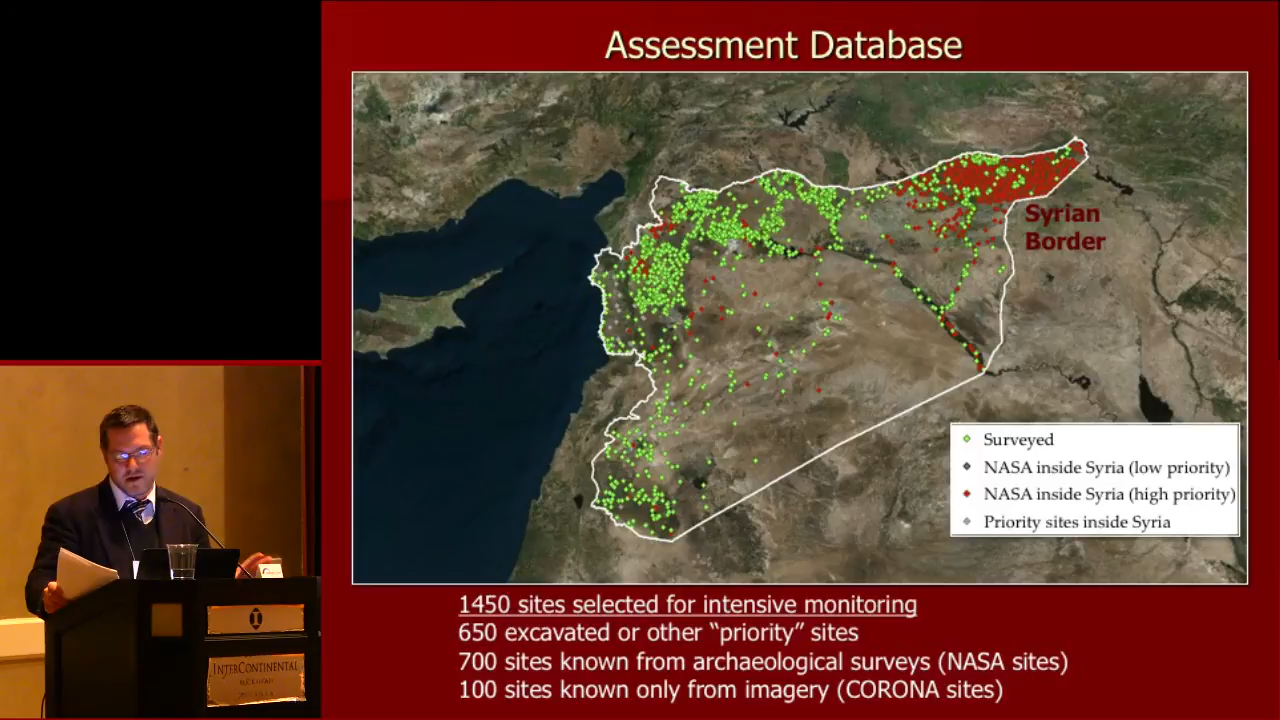 Assessment Database
Syrian
Border
Surveyed
NASA inside Syria (low priority)
NASA inside Syria (high priority)
Priority sites inside Syria
1450 sites selected for intensive monitoring
650 excavated or other “priority” sites
700 sites known from archaeological surveys (NASA sites)
100 sites known only from imagery (CORONA sites)
INTERCONTINENTAL